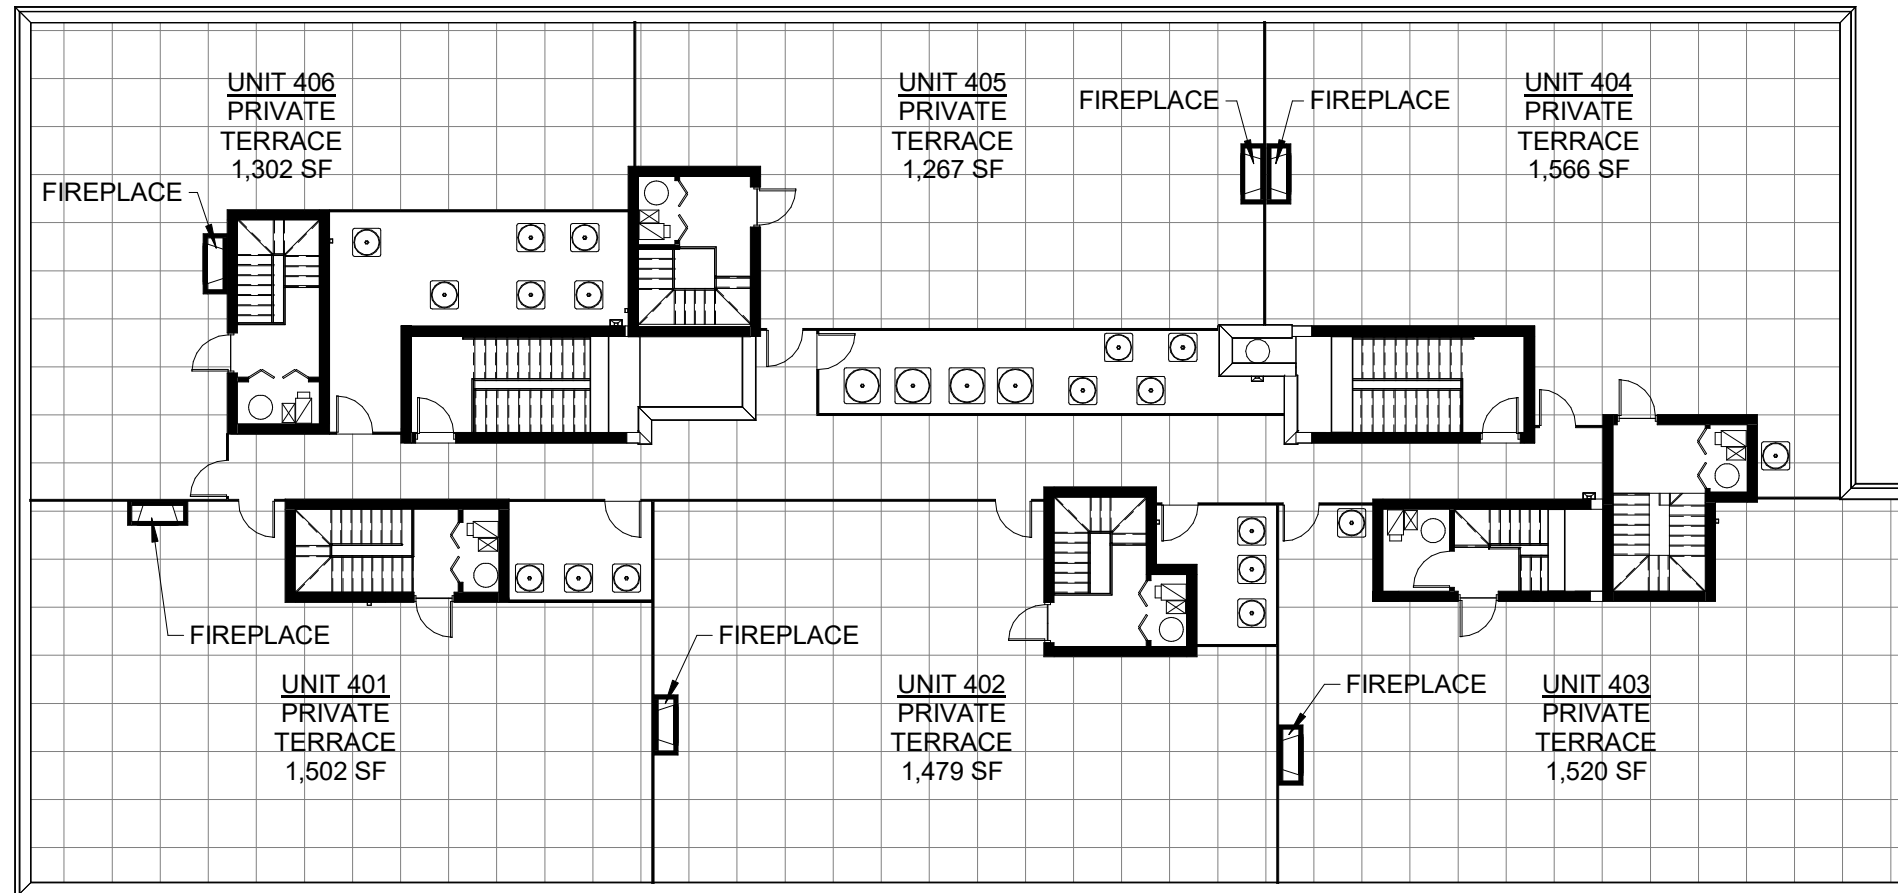 UNIT 406
PRIVATE
TERRACE
1,302 SF
FIREPLACE
UNIT 405
PRIVATE
TERRACE
1,267 SF
FIREPLACE
FIREPLACE
UNIT 404
PRIVATE
TERRACE
1,566 SF
FIREPLACE
UNIT 401
PRIVATE
TERRACE
1,502 SF
FIREPLACE
UNIT 402
PRIVATE
TERRACE
1,479 SF
FIREPLACE
UNIT 403
PRIVATE
TERRACE
1,520 SF